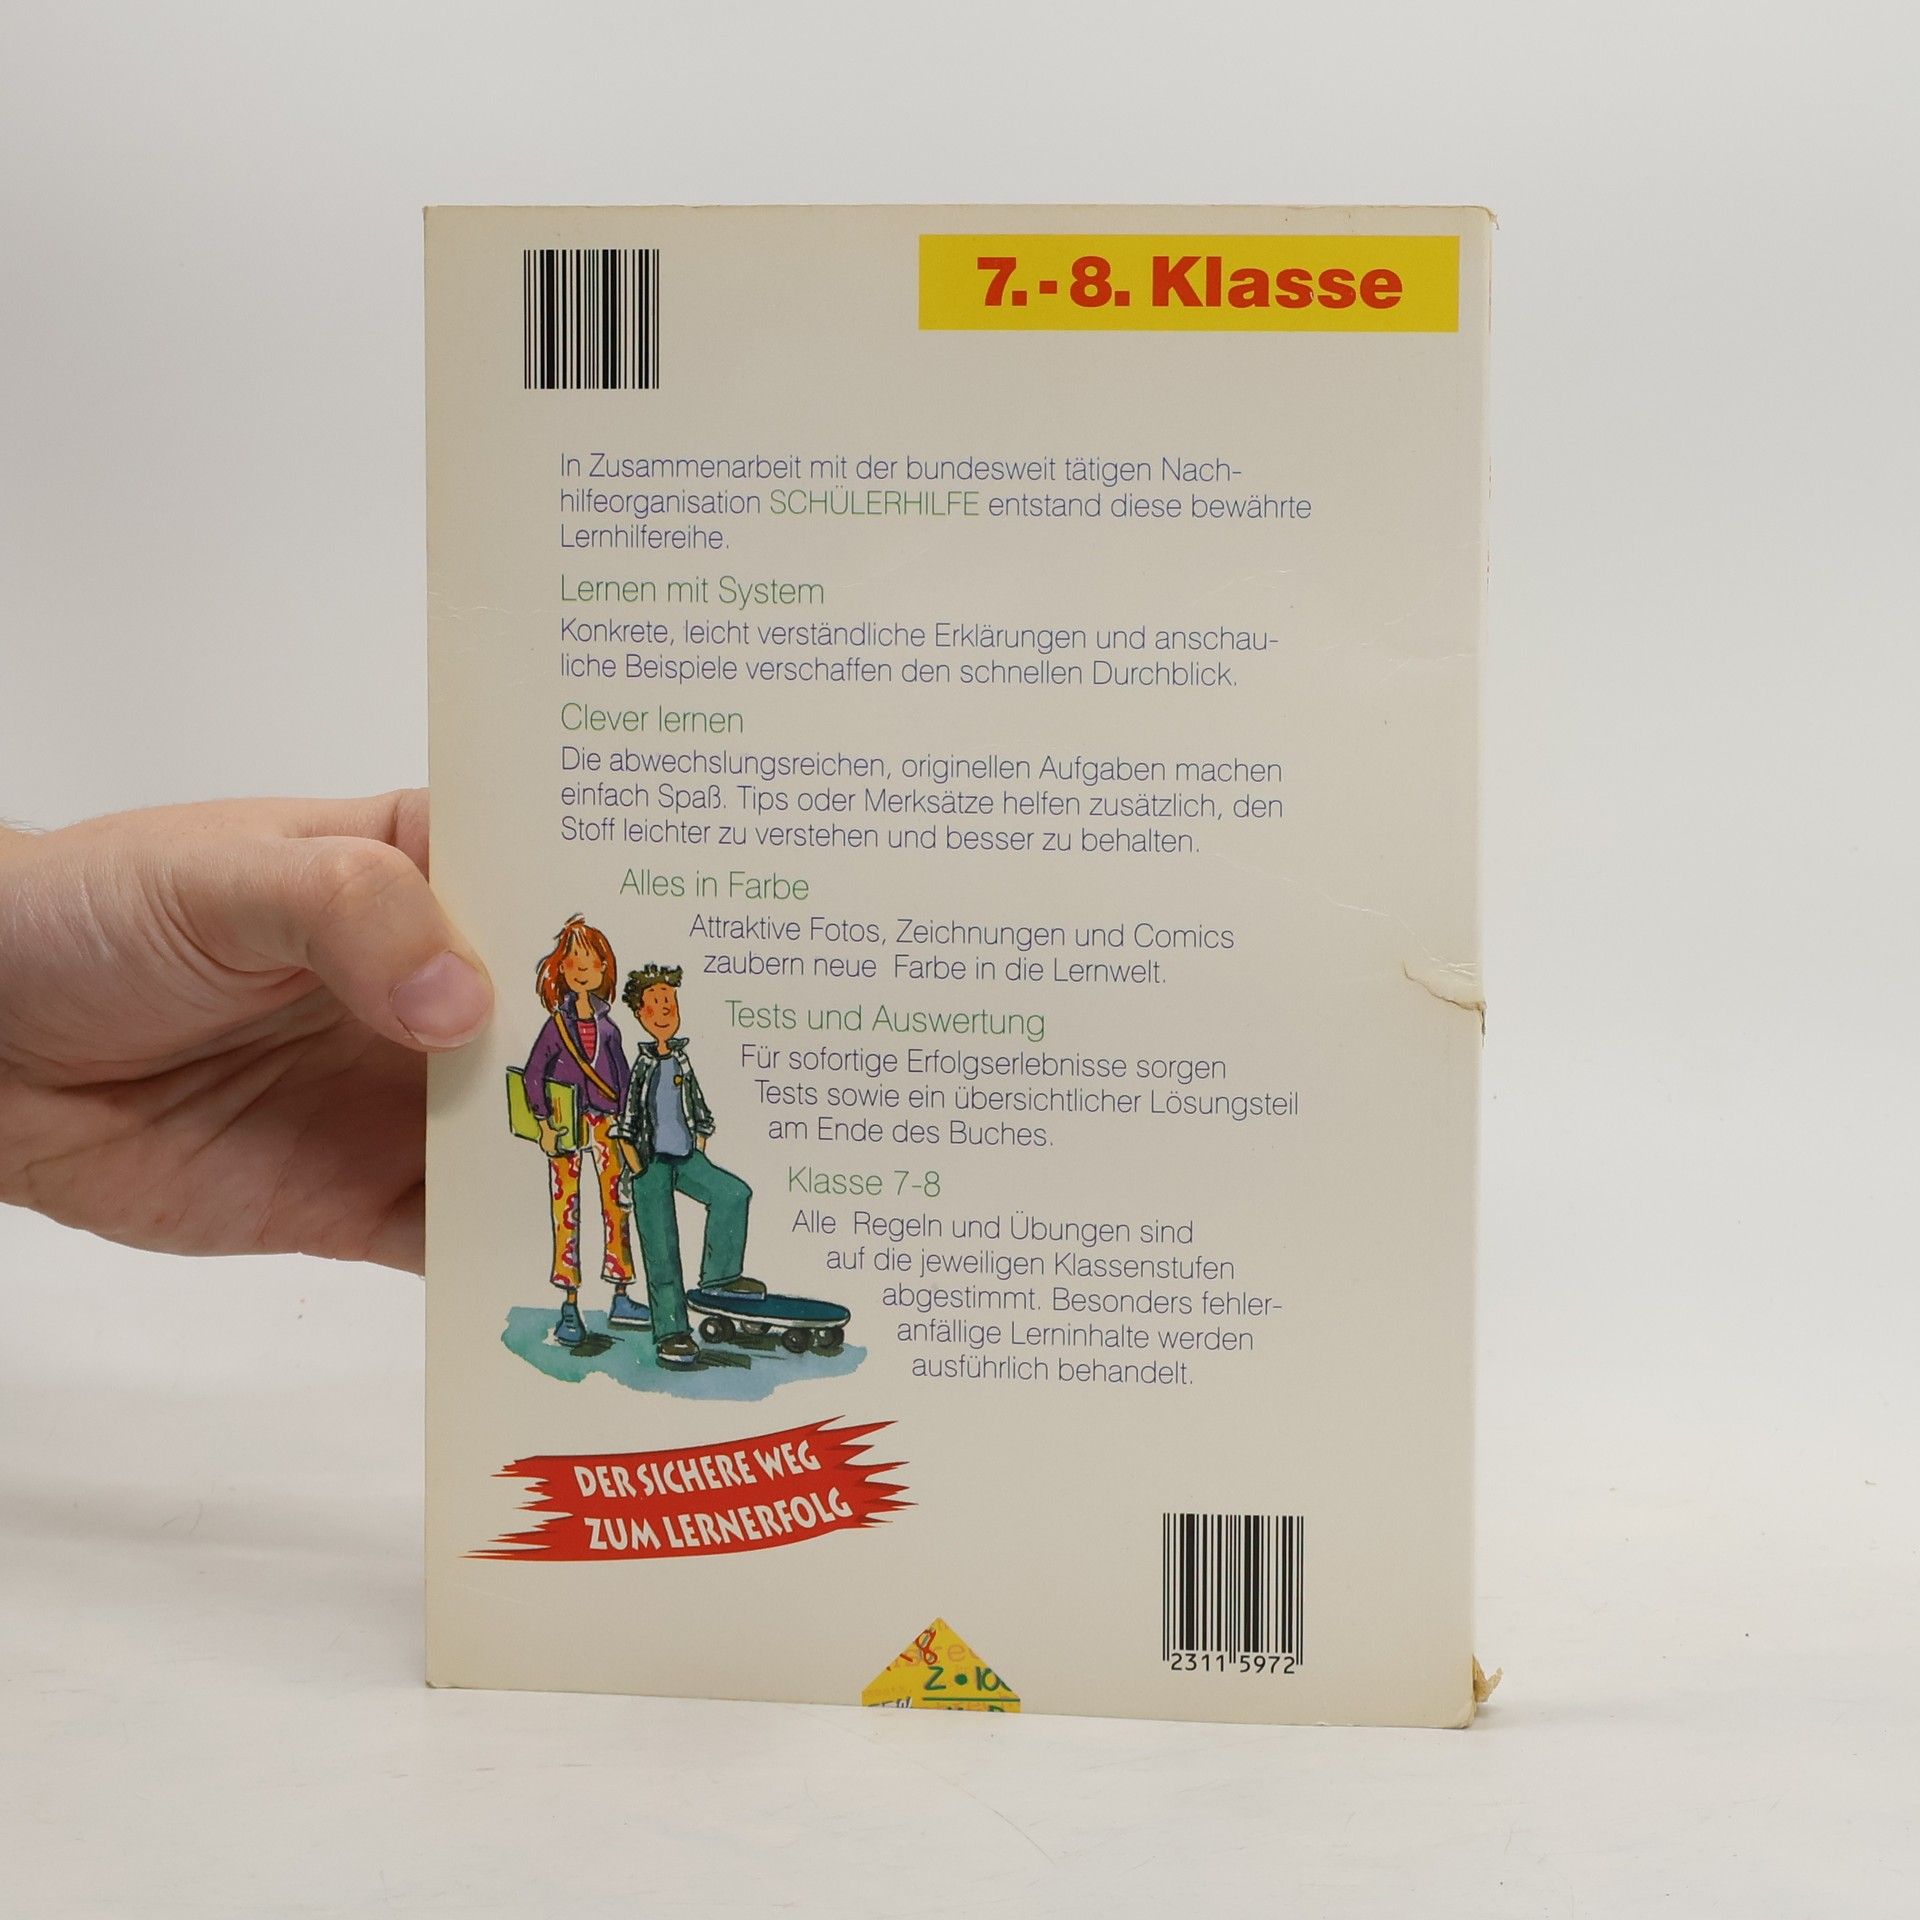 7.-8. Klasse
In Zusammenarbeit mit der bundesweit tätigen Nach-
hilfeorganisation SCHÜLERHILFE entstand diese bewährte
Lernhilfereihe.
Lernen mit System
Konkrete, leicht verständliche Erklärungen und anschau-
liche Beispiele verschaffen den schnellen Durchblick.
Clever lernen
Die abwechslungsreichen, originellen Aufgaben machen
einfach Spaß. Tips oder Merksätze helfen zusätzlich, den
Stoff leichter zu verstehen und besser zu behalten.
Alles in Farbe
Attraktive Fotos, Zeichnungen und Comics
zaubern neue Farbe in die Lernwelt.
Tests und Auswertung
Für sofortige Erfolgserlebnisse sorgen
Tests sowie ein übersichtlicher Lösungsteil
am Ende des Buches.
Klasse 7-8
Alle Regeln und Übungen sind
auf die jeweiligen Klassenstufen
abgestimmt. Besonders fehler-
anfällige Lerninhalte werden
ausführlich behandelt.
DER SICHERE WEG
ZUM LERNERFOLG
2311 5972
8
2 • 10